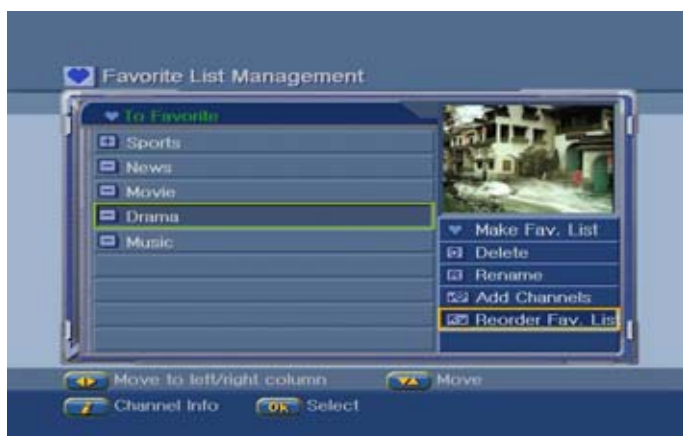 Favorite List Management
To Favorite
Sports
News
Movie
Drama
Music
Make Fav. List
Delete
Rename
Add Channels
Reorder Fav. Lis
Move to left/right column
Move
i Channel Info
OK Select